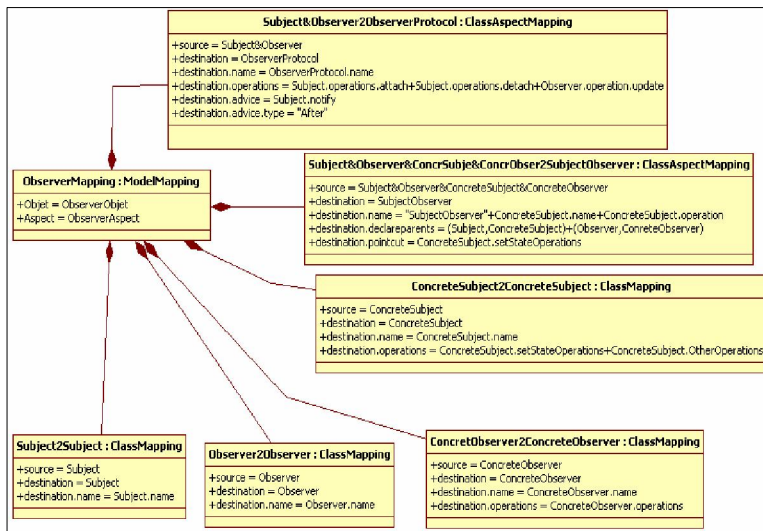 Subject&Observer2ObserverProtocol : ClassAspectMapping
+source = Subject&Observer
+destination = ObserverProtocol
+destination.name = ObserverProtocol.name
+destination.operations = Subject.operations.attach+Subject.operations.detach+Observer.operation.update
+destination.advice = Subject.notify
+destination.advice.type = "After"
ObserverMapping : ModelMapping
+Objet = ObserverObjet
+Aspect = ObserverAspect
Subject&Observer&ConcrSubje&ConcrObser2SubjectObserver : ClassAspectMapping
+source = Subject&Observer&ConcreteSubject&ConcreteObserver
+destination = SubjectObserver
+destination.name = "SubjectObserver"+ConcreteSubject.name+ConcreteSubject.operation
+destination.declareparents = (Subject,ConcreteSubject)+(Observer,ConreteObserver)
+destination.pointcut = ConcreteSubject.setStateOperations
ConcreteSubject2ConcreteSubject : ClassMapping
+source = ConcreteSubject
+destination = ConcreteSubject
+destination.name = ConcreteSubject.name
+destination.operations = ConcreteSubject.setStateOperations+ConcreteSubject.OtherOperations
Subject2Subject : ClassMapping
+source = Subject
+destination = Subject
+destination.name = Subject.name
Observer2Observer : ClassMapping
+source = Observer
+destination = Observer
+destination.name = Observer.name
ConcretObserver2ConcreteObserver : ClassMapping
+source = ConcreteObserver
+destination = ConcreteObserver
+destination.name = ConcreteObserver.name
+destination.operations = ConcreteObserver.operations